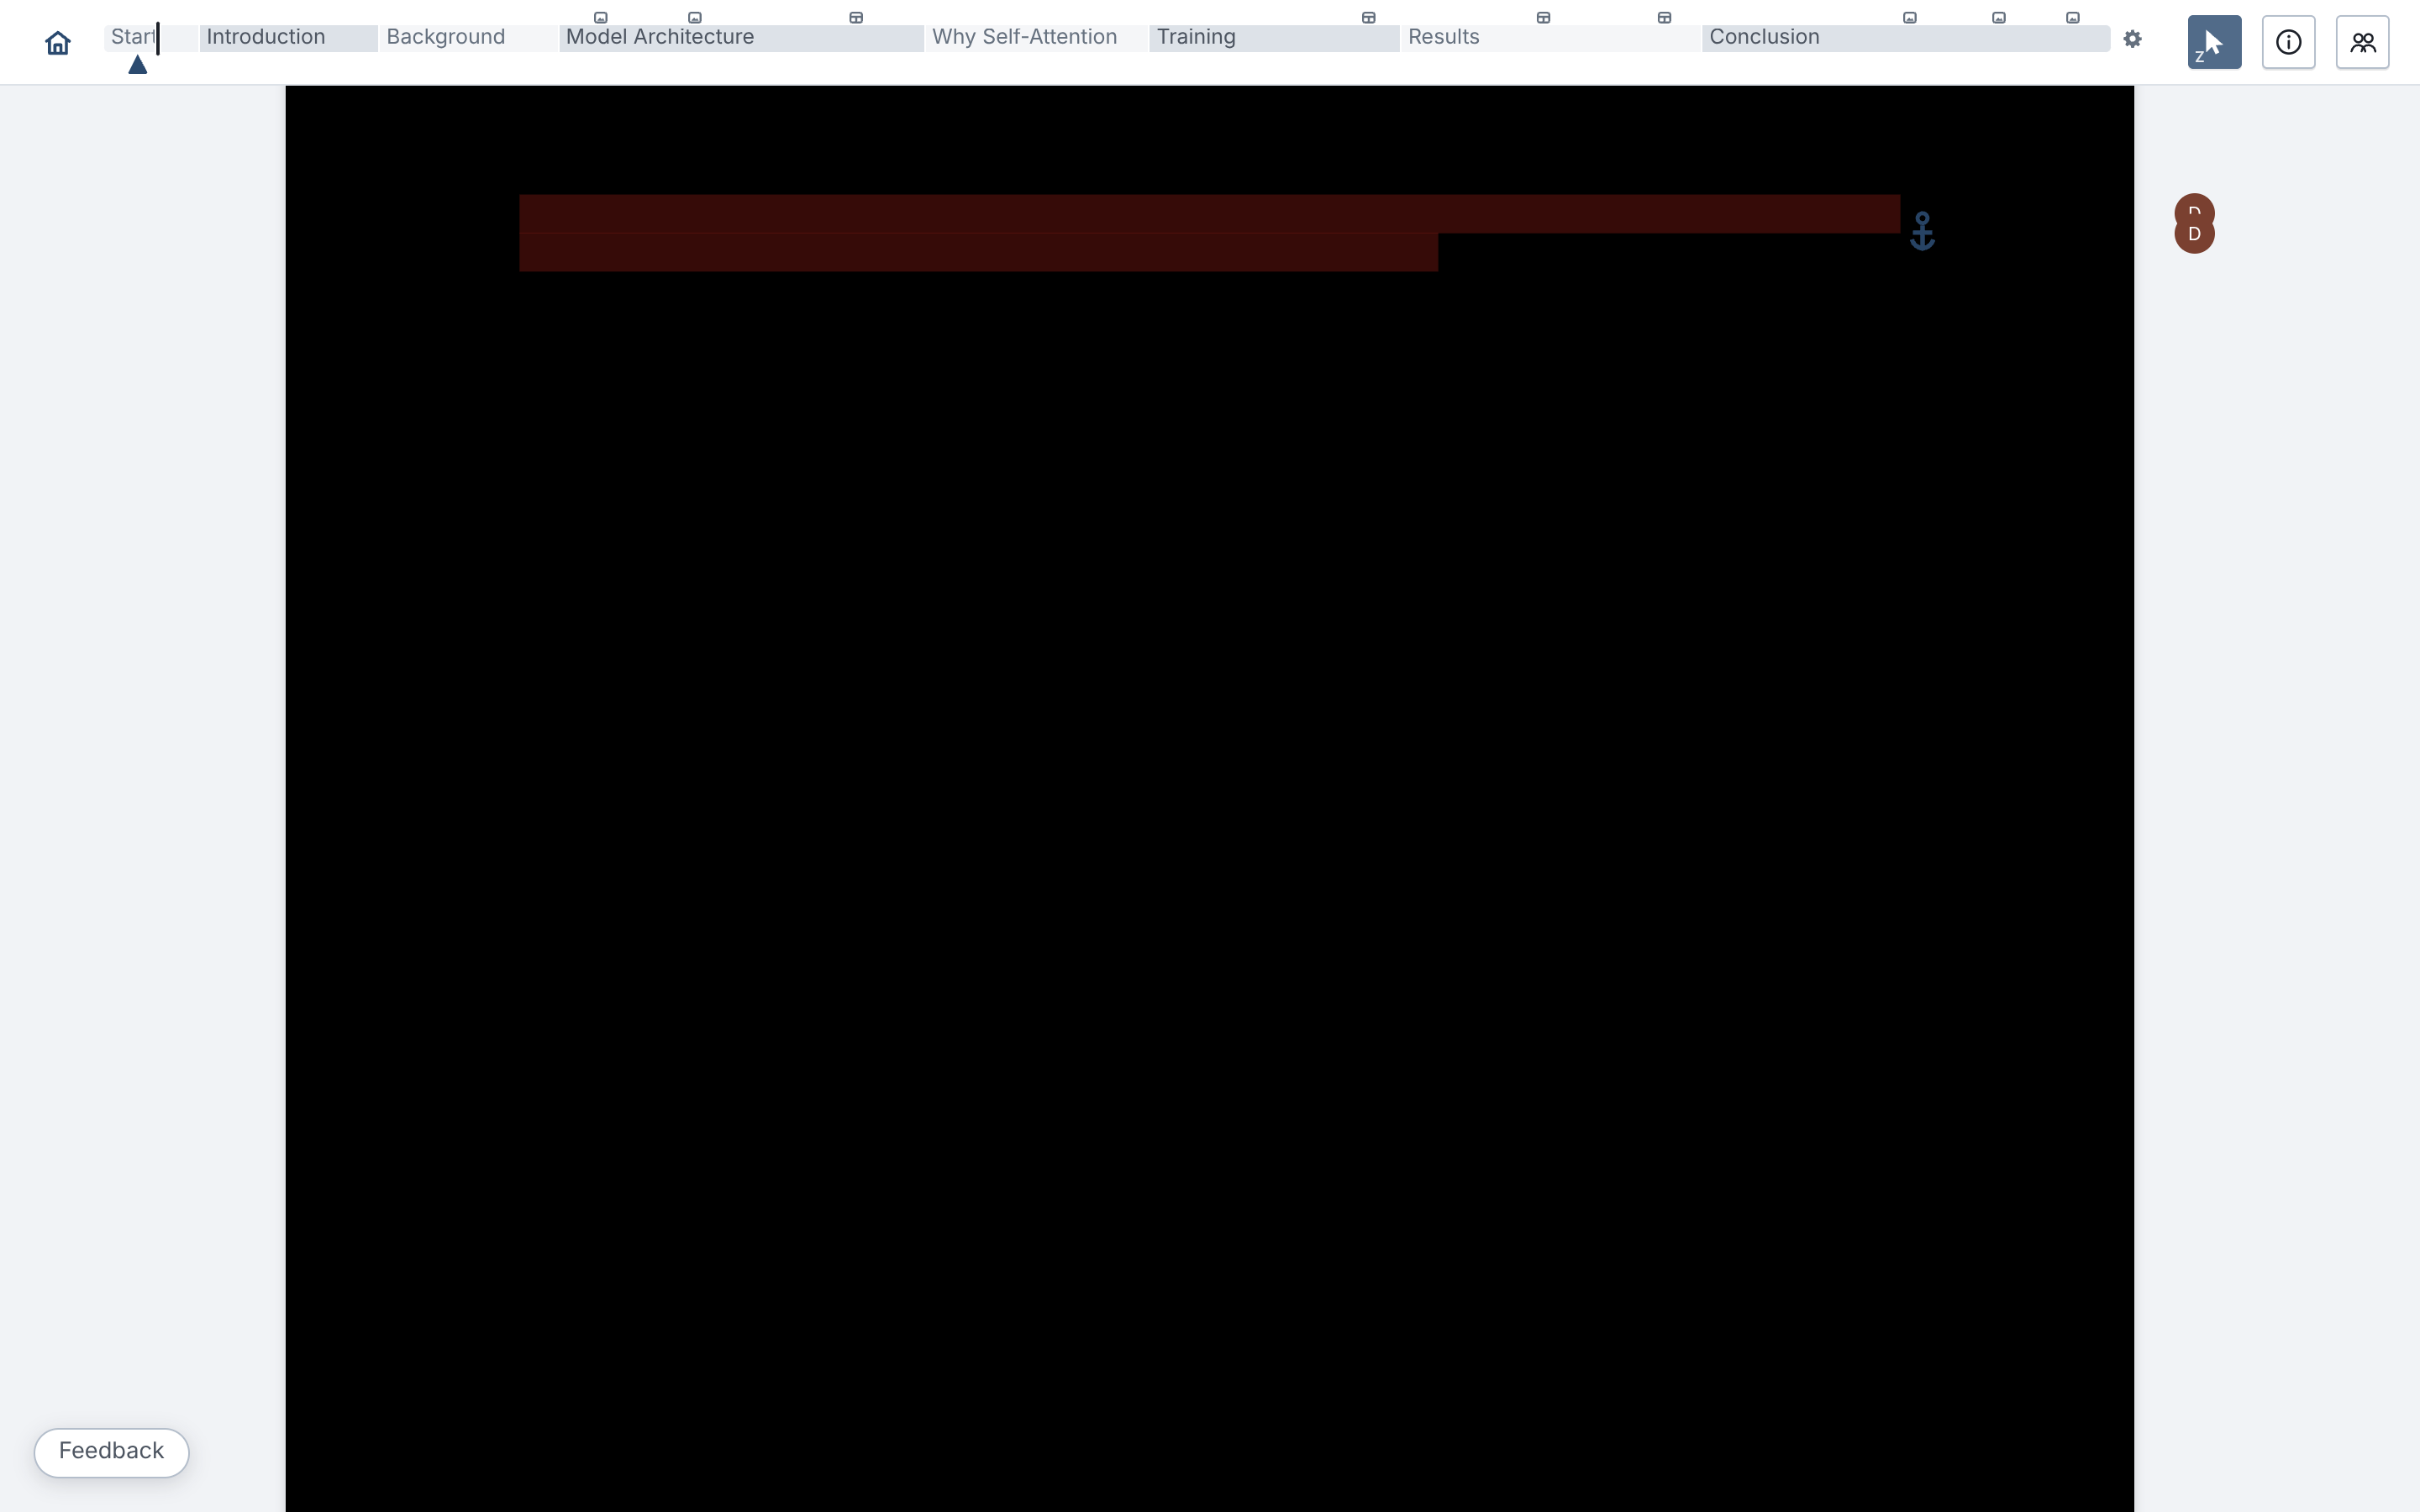 Start Introduction Background Model Architecture Why Self-Attention Training Results Conclusion
Z
D
D
Feedback